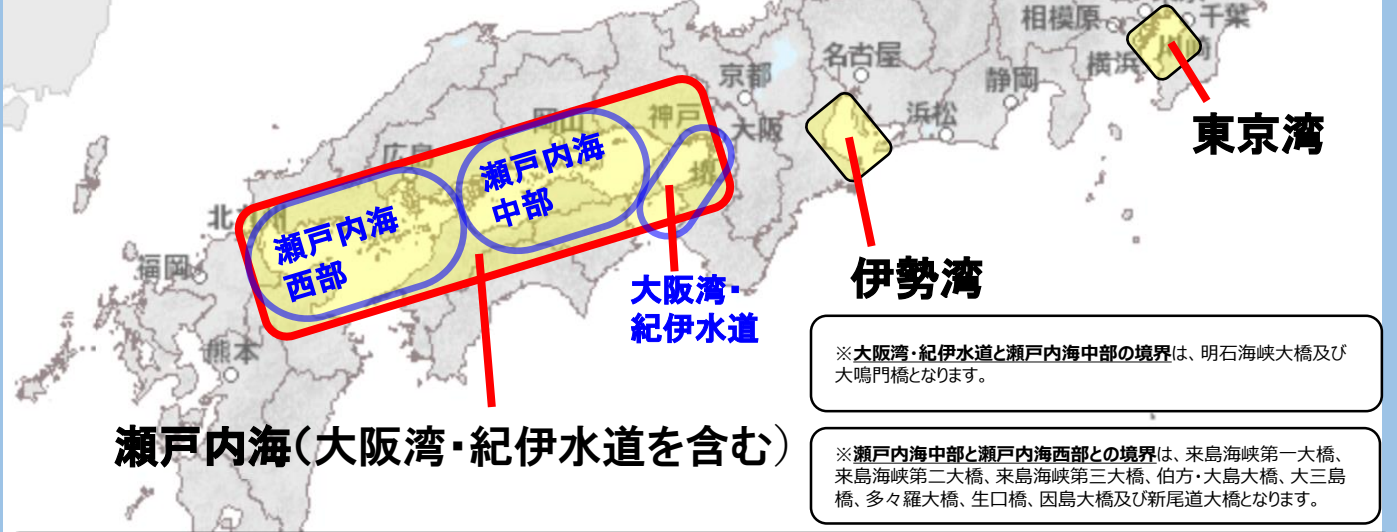 相模原
千葉
川崎
横浜
名古屋
静岡
浜松
京都
神戸
大阪
堺
岡山
広島
福岡
熊本
東京湾
伊勢湾
瀬戸内海
中部
瀬戸内海
西部
大阪湾・
紀伊水道
瀬戸内海(大阪湾・紀伊水道を含む)
※大阪湾・紀伊水道と瀬戸内海中部の境界は、明石海峡大橋及び
大鳴門橋となります。
※瀬戸内海中部と瀬戸内海西部との境界は、来島海峡第一大橋、
来島海峡第二大橋、来島海峡第三大橋、伯方・大島大橋、大三島
橋、多々羅大橋、生口橋、因島大橋及び新尾道大橋となります。